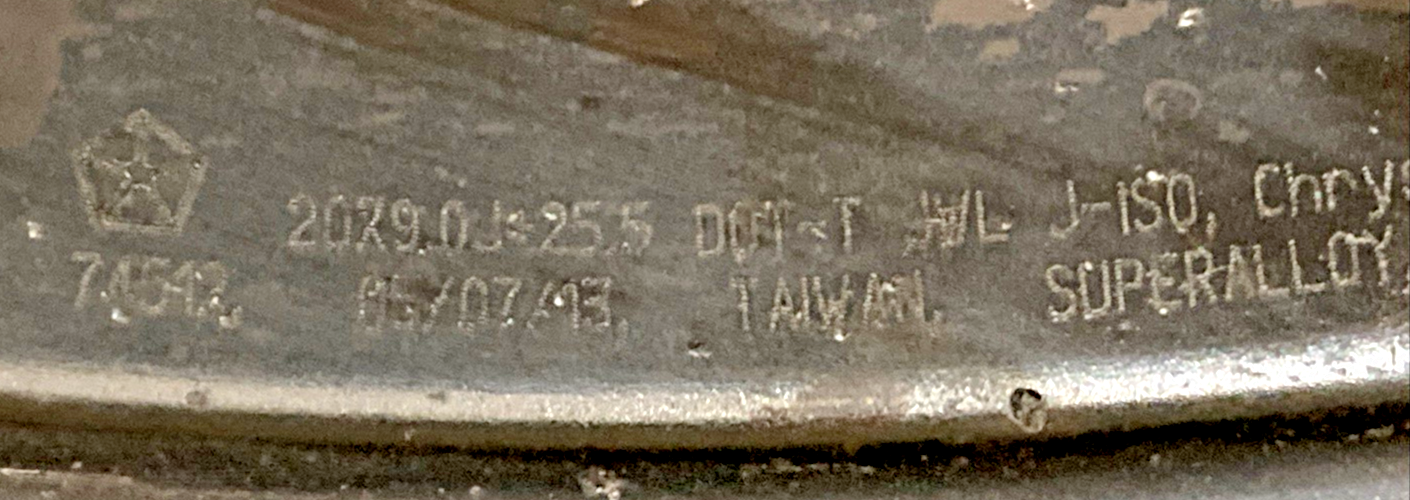 20X9.0J×25.5 DOT-T JWL J-ISO, Chrys
74512, 05/07/13, TAIWAN, SUPERALLOY,